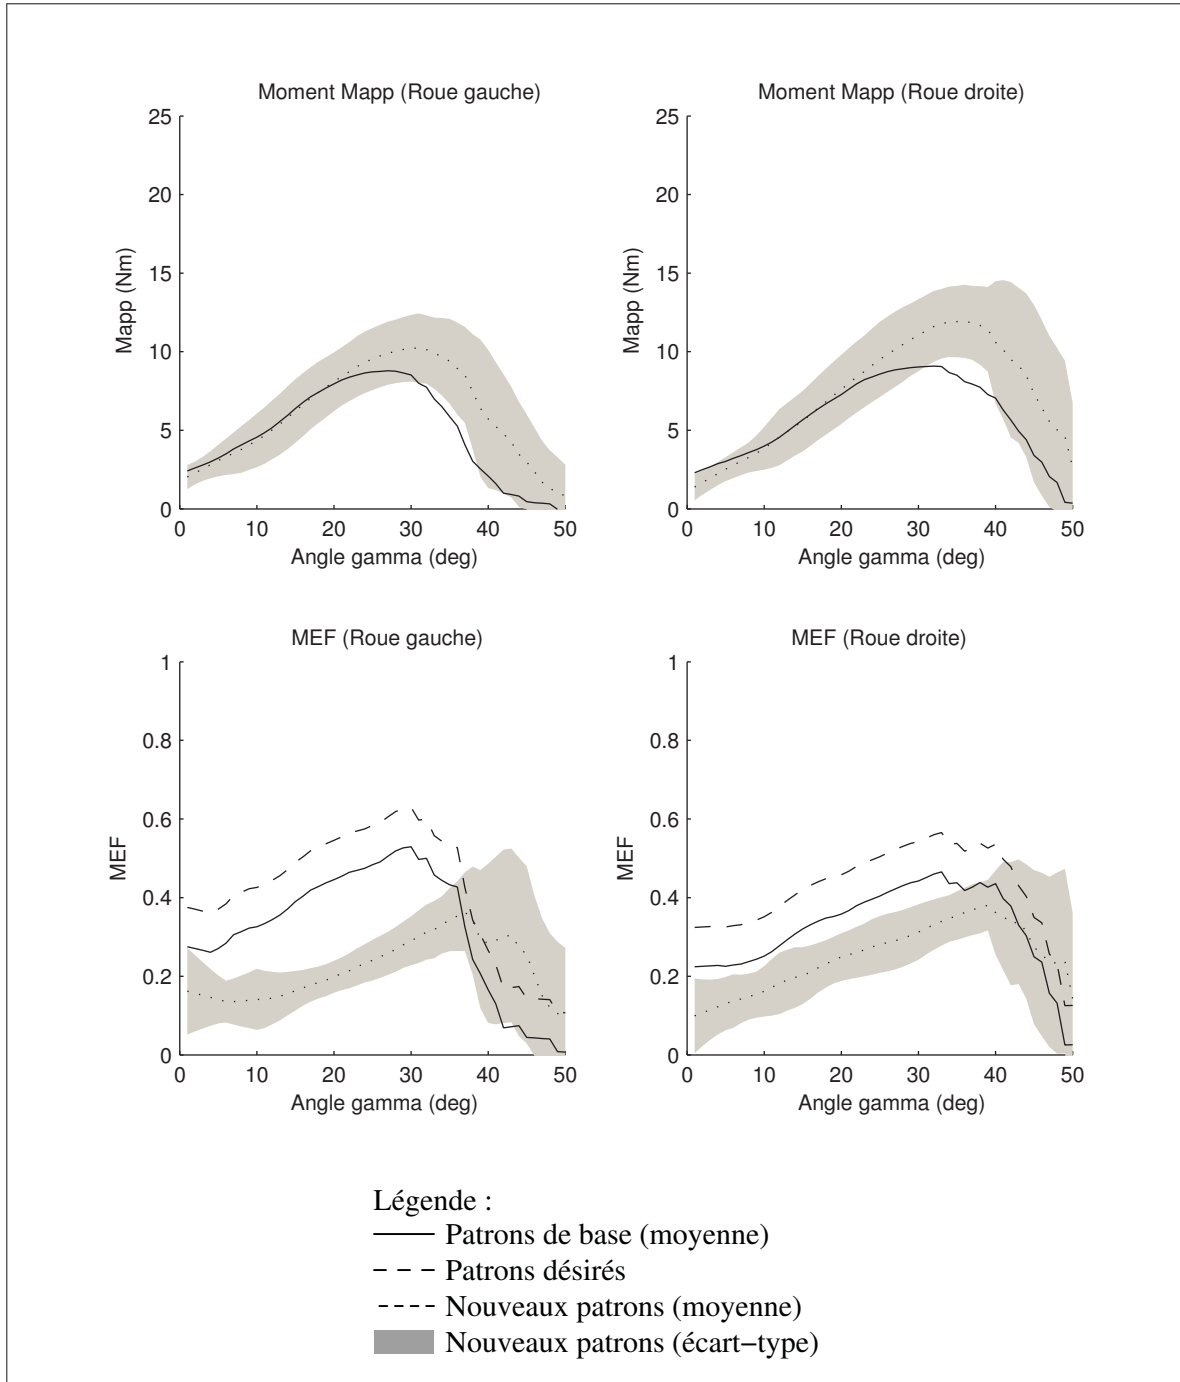 Moment Mapp (Roue gauche)
25
20
15
10
5
0
Mapp (Nm)
0 10 20 30 40 50
Angle gamma (deg)
Moment Mapp (Roue droite)
25
20
15
10
5
0
Mapp (Nm)
0 10 20 30 40 50
Angle gamma (deg)
MEF (Roue gauche)
1
0.8
0.6
0.4
0.2
0
MEF
0 10 20 30 40 50
Angle gamma (deg)
MEF (Roue droite)
1
0.8
0.6
0.4
0.2
0
MEF
0 10 20 30 40 50
Angle gamma (deg)
Légende :
Patrons de base (moyenne)
Patrons désirés
Nouveaux patrons (moyenne)
Nouveaux patrons (écart−type)